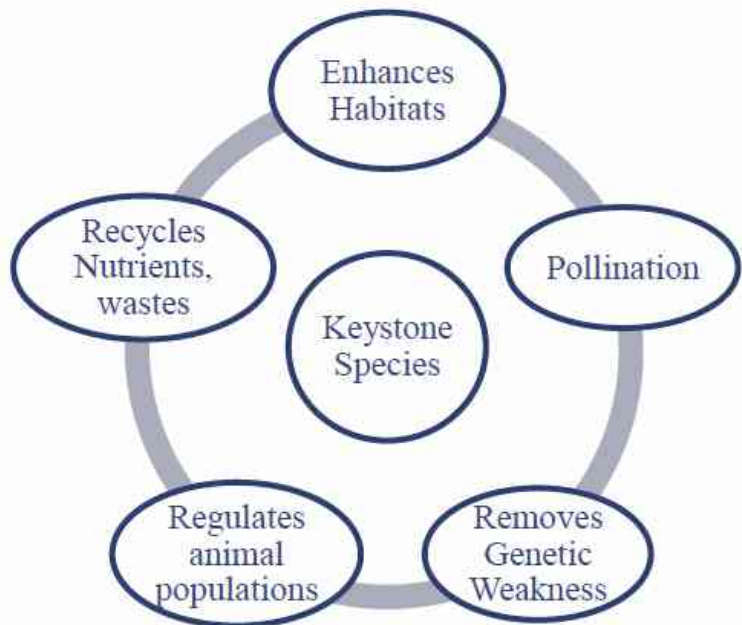 Enhances
Habitats
Pollination
Removes
Genetic
Weakness
Regulates
animal
populations
Recycles
Nutrients,
wastes
Keystone
Species